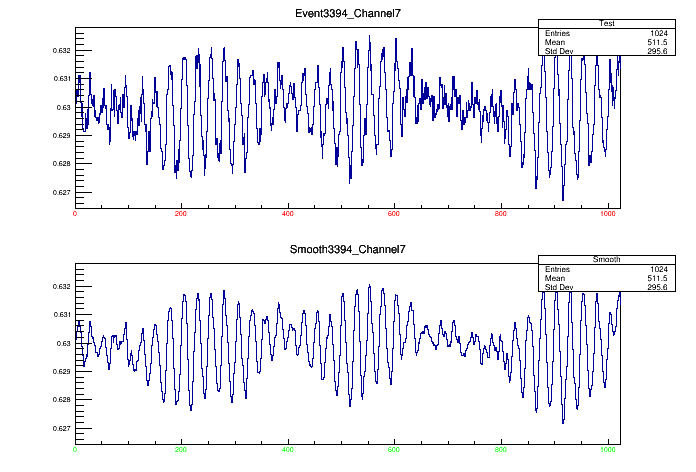 Event3394_Channel7
Test
Entries 1024
Mean 511.5
Std Dev 295.6
0.632
0.631
0.63
0.629
0.628
0.627
0 200 400 600 800 1000
Smooth3394_Channel7
Smooth
Entries 1024
Mean 511.5
Std Dev 295.6
0.632
0.631
0.63
0.629
0.628
0.627
0 200 400 600 800 1000